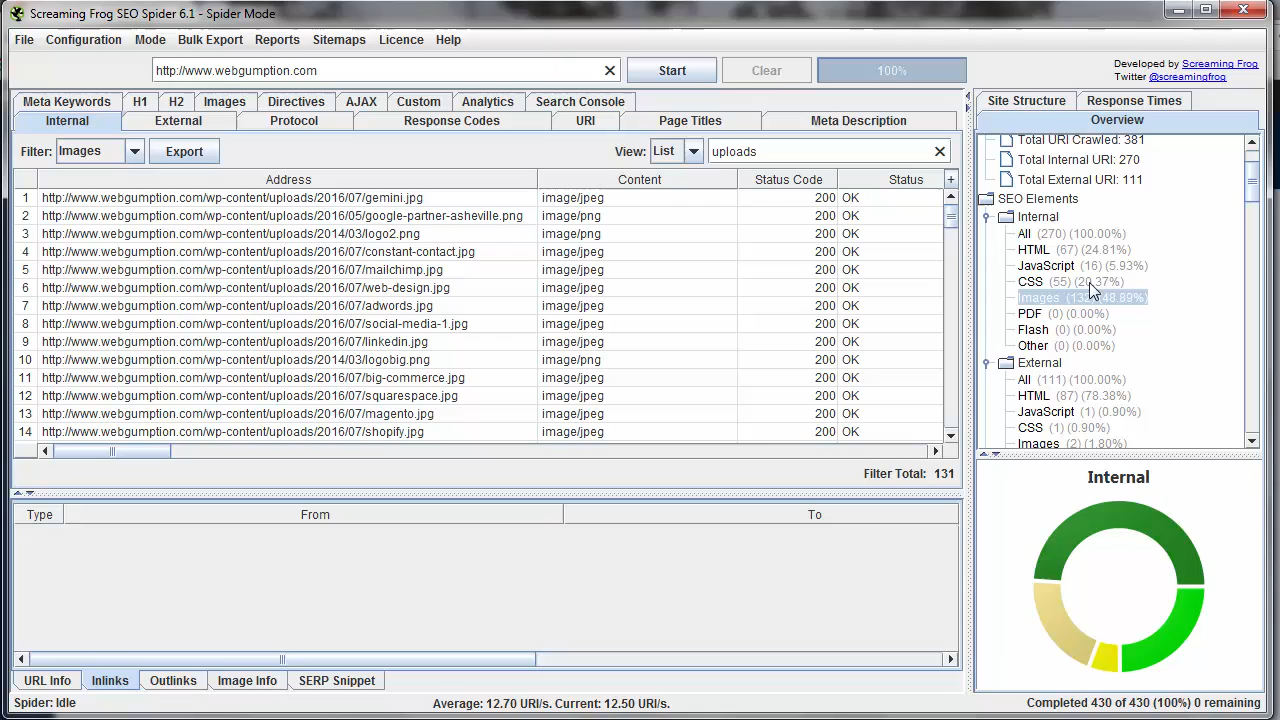 Screaming Frog SEO Spider 6.1 - Spider Mode
File Configuration Mode Bulk Export Reports Sitemaps Licence Help
http://www.webgumption.com Start Clear 100%
Developed by Screaming Frog
Twitter @screamingfrog
Meta Keywords H1 H2 Images Directives AJAX Custom Analytics Search Console
Internal External Protocol Response Codes URI Page Titles Meta Description
Filter: Images Export View: List uploads
Address Content Status Code Status +
1 http://www.webgumption.com/wp-content/uploads/2016/07/gemini.jpg image/jpeg 200 OK
2 http://www.webgumption.com/wp-content/uploads/2016/05/google-partner-asheville.png image/png 200 OK
3 http://www.webgumption.com/wp-content/uploads/2014/03/logo2.png image/png 200 OK
4 http://www.webgumption.com/wp-content/uploads/2016/07/constant-contact.jpg image/jpeg 200 OK
5 http://www.webgumption.com/wp-content/uploads/2016/07/mailchimp.jpg image/jpeg 200 OK
6 http://www.webgumption.com/wp-content/uploads/2016/07/web-design.jpg image/jpeg 200 OK
7 http://www.webgumption.com/wp-content/uploads/2016/07/adwords.jpg image/jpeg 200 OK
8 http://www.webgumption.com/wp-content/uploads/2016/07/social-media-1.jpg image/jpeg 200 OK
9 http://www.webgumption.com/wp-content/uploads/2016/07/linkedin.jpg image/jpeg 200 OK
10 http://www.webgumption.com/wp-content/uploads/2014/03/logobig.png image/png 200 OK
11 http://www.webgumption.com/wp-content/uploads/2016/07/big-commerce.jpg image/jpeg 200 OK
12 http://www.webgumption.com/wp-content/uploads/2016/07/squarespace.jpg image/jpeg 200 OK
13 http://www.webgumption.com/wp-content/uploads/2016/07/magento.jpg image/jpeg 200 OK
14 http://www.webgumption.com/wp-content/uploads/2016/07/shopify.jpg image/jpeg 200 OK
Filter Total: 131
Type From To
URL Info Inlinks Outlinks Image Info SERP Snippet
Site Structure Response Times
Overview
Total URI Crawled: 381
Total Internal URI: 270
Total External URI: 111
SEO Elements
Internal
All (270) (100.00%)
HTML (67) (24.81%)
JavaScript (16) (5.93%)
CSS (55) (20.37%)
Images (132) (48.89%)
PDF (0) (0.00%)
Flash (0) (0.00%)
Other (0) (0.00%)
External
All (111) (100.00%)
HTML (87) (78.38%)
JavaScript (1) (0.90%)
CSS (1) (0.90%)
Images (2) (1.80%)
Internal
Spider: Idle Average: 12.70 URI/s. Current: 12.50 URI/s. Completed 430 of 430 (100%) 0 remaining